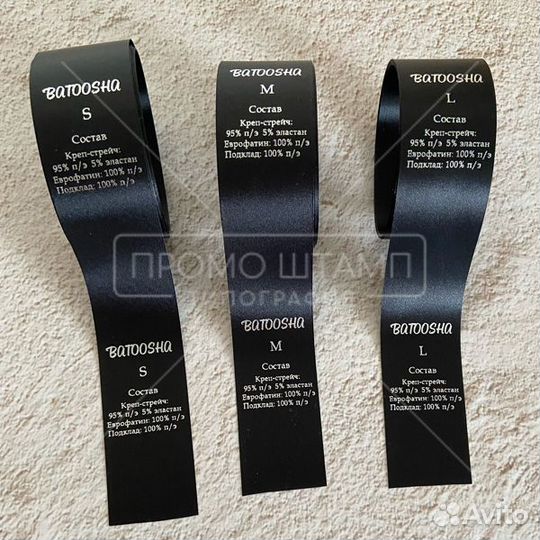 BATOOSHA
S
Состав
Креп-стрейч:
95% п/э 5% эластан
Еврофатин: 100% п/э
Подклад: 100% п/э
BATOOSHA
S
Состав
Креп-стрейч:
95% п/э 5% эластан
Еврофатин: 100% п/э
Подклад: 100% п/э
BATOOSHA
M
Состав
Креп-стрейч:
95% п/э 5% эластан
Еврофатин: 100% п/э
Подклад: 100% п/э
BATOOSHA
M
Состав
Креп-стрейч:
95% п/э 5% эластан
Еврофатин: 100% п/э
Подклад: 100% п/э
BATOOSHA
L
Состав
Креп-стрейч:
95% п/э 5% эластан
Еврофатин: 100% п/э
Подклад: 100% п/э
BATOOSHA
L
Состав
Креп-стрейч:
95% п/э 5% эластан
Еврофатин: 100% п/э
Подклад: 100% п/э
ПРОМО ШТАМП
ТИПОГРАФИЯ
Avito